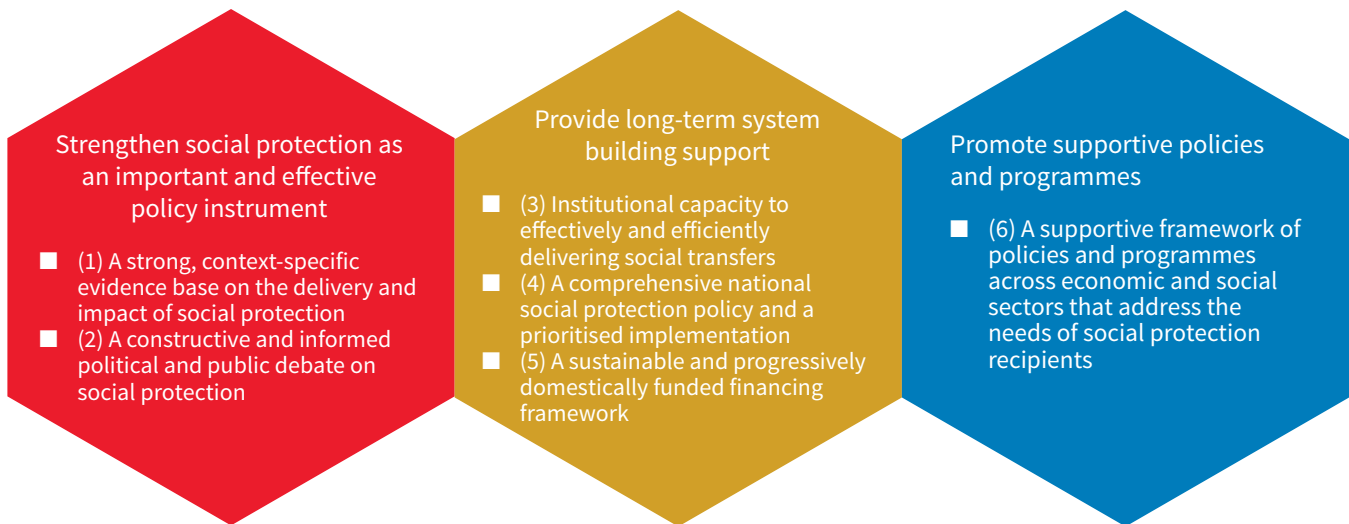 Strengthen social protection as
an important and effective
policy instrument
■ (1) A strong, context-specific
evidence base on the delivery and
impact of social protection
■ (2) A constructive and informed
political and public debate on
social protection
Provide long-term system
building support
■ (3) Institutional capacity to
effectively and efficiently
delivering social transfers
■ (4) A comprehensive national
social protection policy and a
prioritised implementation
■ (5) A sustainable and progressively
domestically funded financing
framework
Promote supportive policies
and programmes
■ (6) A supportive framework of
policies and programmes
across economic and social
sectors that address the
needs of social protection
recipients